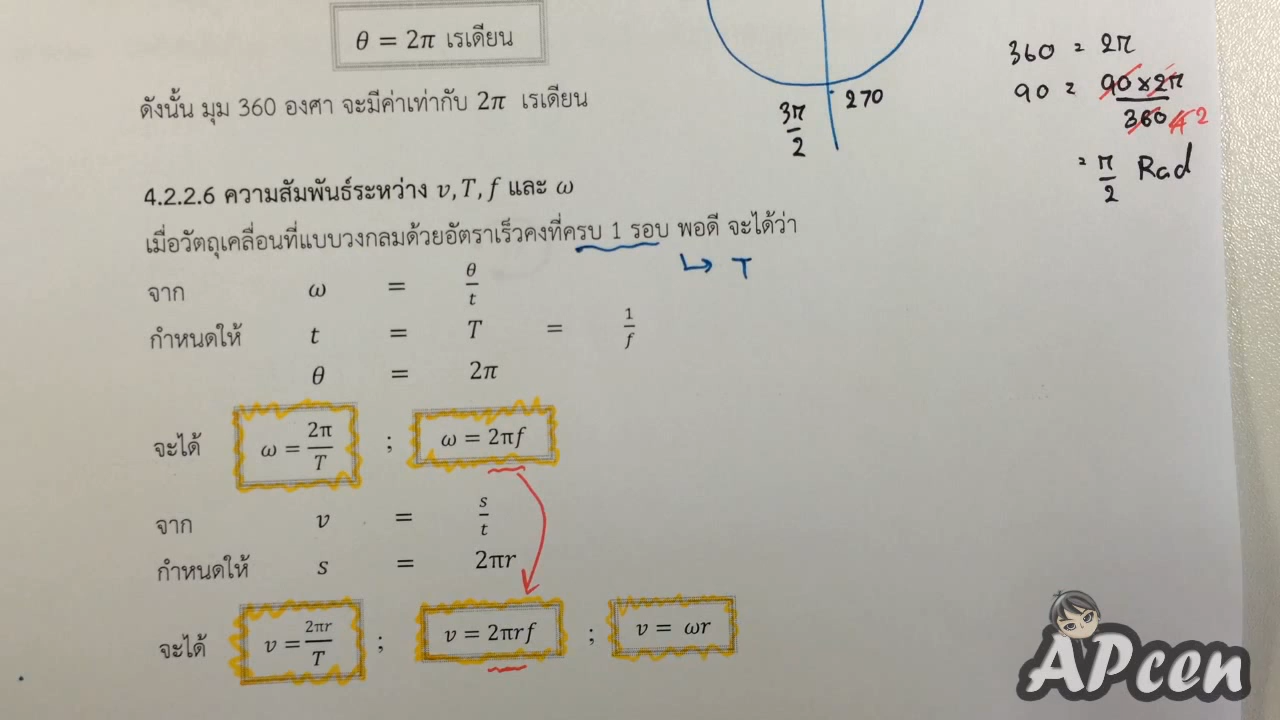 θ = 2π เรเดียน
ดังนั้น มุม 360 องศา จะมีค่าเท่ากับ 2π เรเดียน
270
3π/2
360 = 2π
90 = 90 × 2π / 360 4 2
= π/2 Rad
4.2.2.6 ความสัมพันธ์ระหว่าง v, T, f และ ω
เมื่อวัตถุเคลื่อนที่แบบวงกลมด้วยอัตราเร็วคงที่ครบ 1 รอบ พอดี จะได้ว่า
↳ T
จาก ω = θ/t
กำหนดให้ t = T = 1/f
θ = 2π
จะได้ ω = 2π/T ; ω = 2πf
จาก v = s/t
กำหนดให้ s = 2πr
จะได้ v = 2πr/T ; v = 2πrf ; v = ωr
APcen